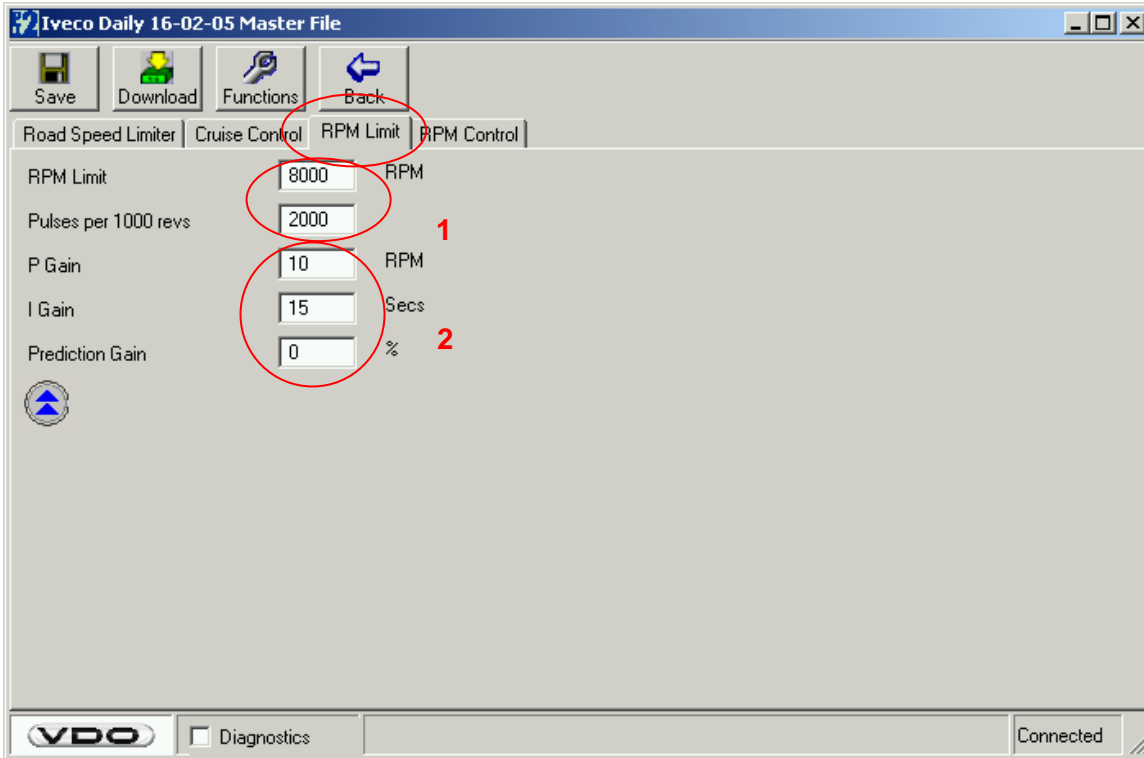 Iveco Daily 16-02-05 Master File
Save Download Functions Back
Road Speed Limiter Cruise Control RPM Limit RPM Control
RPM Limit 8000 RPM
Pulses per 1000 revs 2000
1
P Gain 10 RPM
I Gain 15 Secs
Prediction Gain 0 % 2
VDO Diagnostics Connected